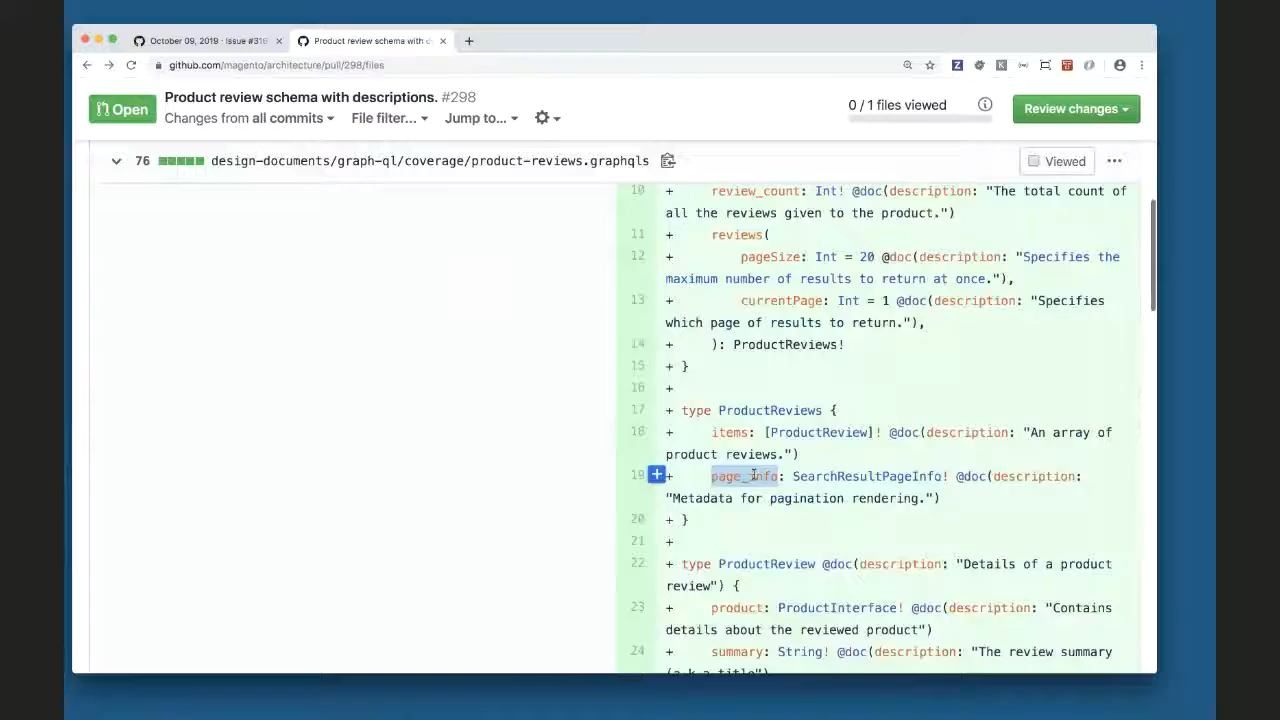 October 09, 2019 · Issue #316
Product review schema with de
github.com/magento/architecture/pull/298/files
Open
Product review schema with descriptions. #298
Changes from all commits
File filter...
Jump to...
0 / 1 files viewed
Review changes
76
design-documents/graph-ql/coverage/product-reviews.graphqls
Viewed
10 + review_count: Int! @doc(description: "The total count of
all the reviews given to the product.")
11 + reviews(
12 + pageSize: Int = 20 @doc(description: "Specifies the
maximum number of results to return at once."),
13 + currentPage: Int = 1 @doc(description: "Specifies
which page of results to return."),
14 + ): ProductReviews!
15 + }
16 +
17 + type ProductReviews {
18 + items: [ProductReview]! @doc(description: "An array of
product reviews.")
19 + page_info: SearchResultPageInfo! @doc(description:
"Metadata for pagination rendering.")
20 + }
21 +
22 + type ProductReview @doc(description: "Details of a product
review") {
23 + product: ProductInterface! @doc(description: "Contains
details about the reviewed product")
24 + summary: String! @doc(description: "The review summary
(a.k.a title")